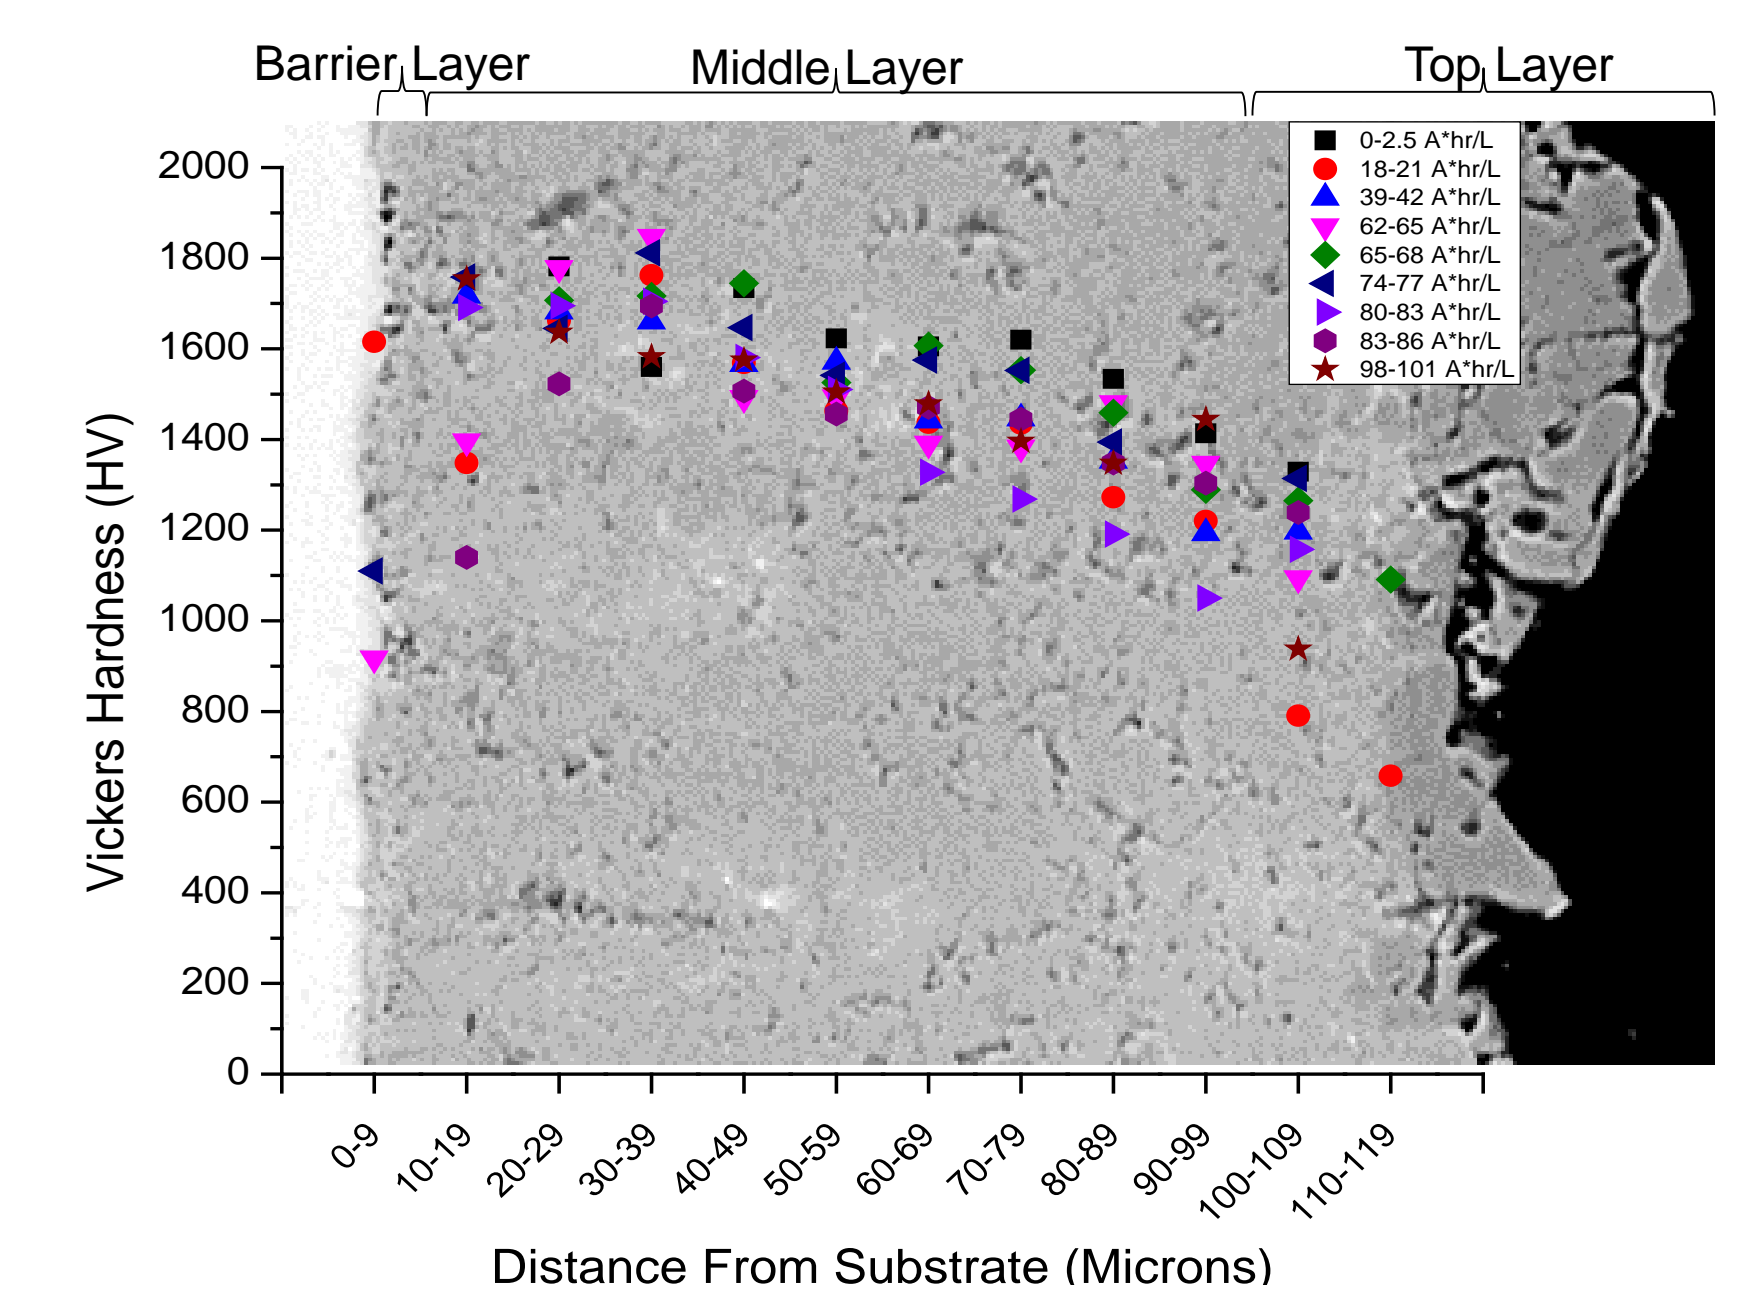 Barrier Layer Middle Layer Top Layer
0-2.5 A*hr/L
18-21 A*hr/L
39-42 A*hr/L
62-65 A*hr/L
65-68 A*hr/L
74-77 A*hr/L
80-83 A*hr/L
83-86 A*hr/L
98-101 A*hr/L
Vickers Hardness (HV)
2000
1800
1600
1400
1200
1000
800
600
400
200
0
0-9 10-19 20-29 30-39 40-49 50-59 60-69 70-79 80-89 90-99 100-109 110-119
Distance From Substrate (Microns)